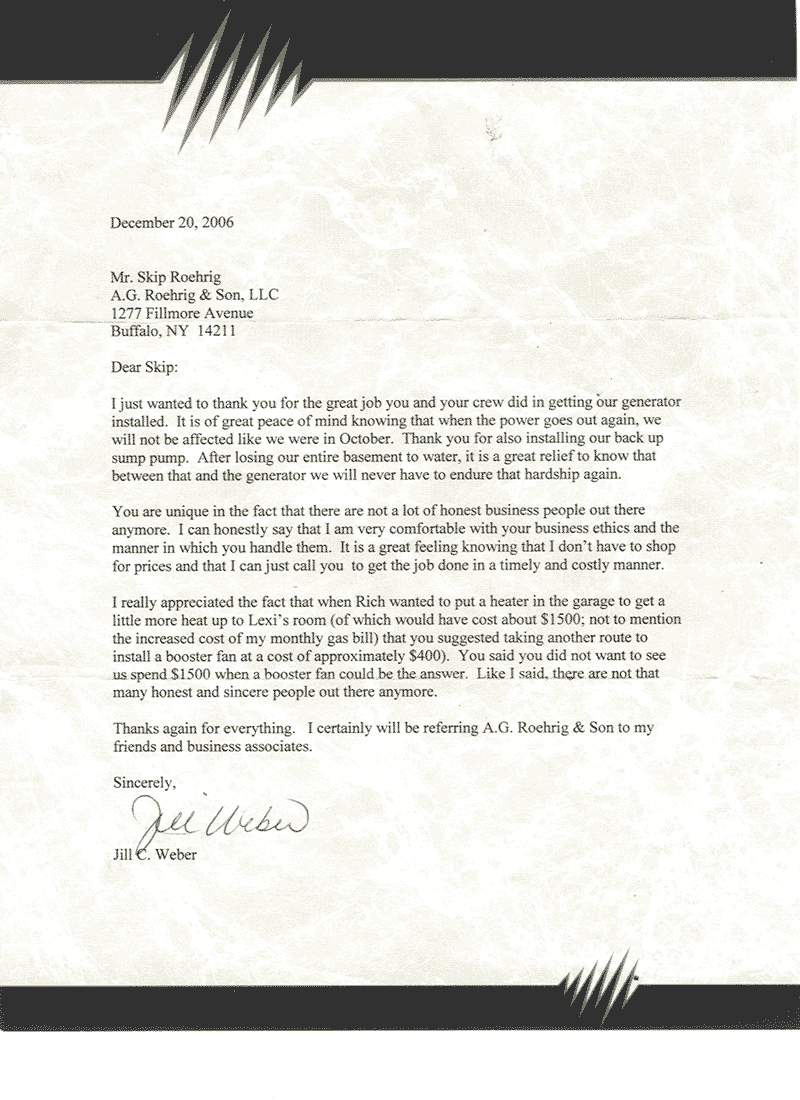 December 20, 2006
Mr. Skip Roehrig
A.G. Roehrig & Son, LLC
1277 Fillmore Avenue
Buffalo, NY 14211
Dear Skip:
I just wanted to thank you for the great job you and your crew did in getting our generator
installed. It is of great peace of mind knowing that when the power goes out again, we
will not be affected like we were in October. Thank you for also installing our back up
sump pump. After losing our entire basement to water, it is a great relief to know that
between that and the generator we will never have to endure that hardship again.
You are unique in the fact that there are not a lot of honest business people out there
anymore. I can honestly say that I am very comfortable with your business ethics and the
manner in which you handle them. It is a great feeling knowing that I don't have to shop
for prices and that I can just call you to get the job done in a timely and costly manner.
I really appreciated the fact that when Rich wanted to put a heater in the garage to get a
little more heat up to Lexi's room (of which would have cost about $1500; not to mention
the increased cost of my monthly gas bill) that you suggested taking another route to
install a booster fan at a cost of approximately $400). You said you did not want to see
us spend $1500 when a booster fan could be the answer. Like I said, there are not that
many honest and sincere people out there anymore.
Thanks again for everything. I certainly will be referring A.G. Roehrig & Son to my
friends and business associates.
Sincerely,
Jill Weber
Jill C. Weber